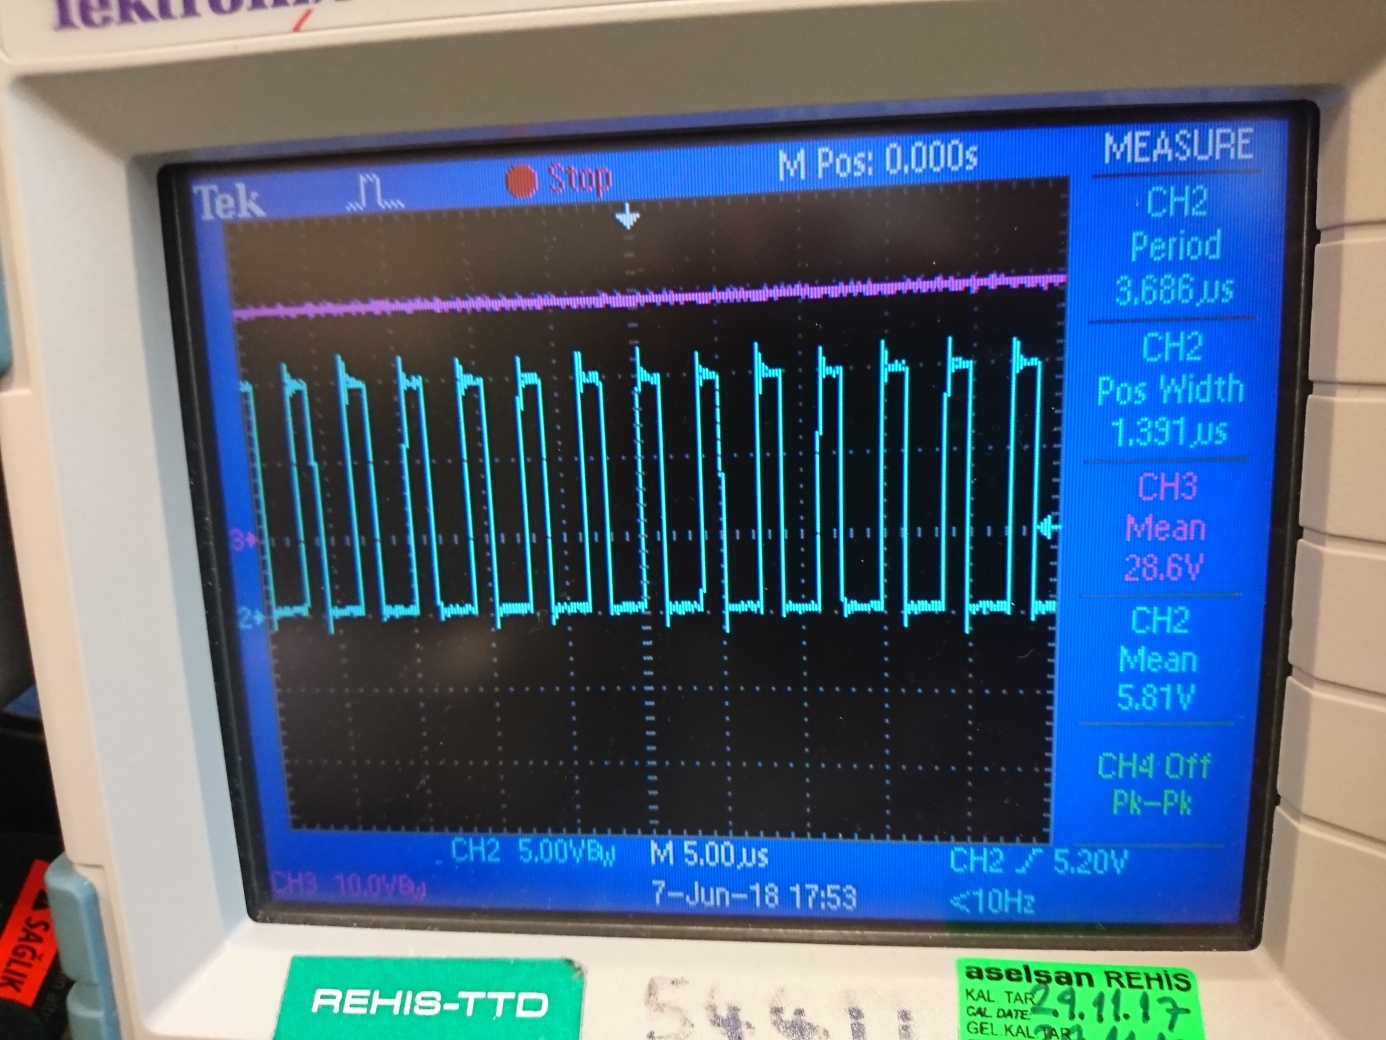 Tek
Stop
M Pos: 0.000s
MEASURE
CH2
Period
3.686µs
CH2
Pos Width
1.391µs
CH3
Mean
28.6V
CH2
Mean
5.81V
CH4 Off
Pk-Pk
3
2
CH2 5.00VBW
M 5.00µs
CH2 5.20V
CH3 10.0VBW
7-Jun-18 17:53
<10Hz
SAĞLIK
REHIS-TTD
aselsan REHİS
KAL TAR
CAL DATE:
29.11.17
GEL.KAL.TAR